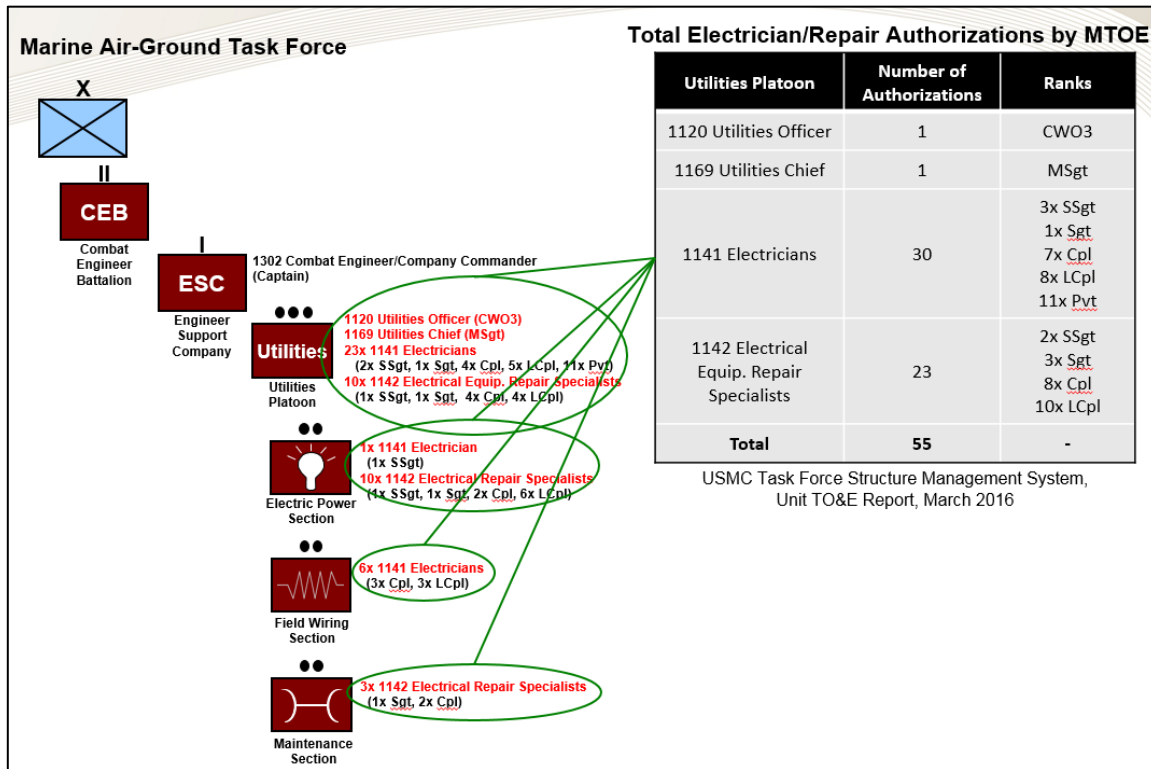 Marine Air-Ground Task Force
X
II
CEB
Combat
Engineer
Battalion
I
ESC
Engineer
Support
Company
1302 Combat Engineer/Company Commander
(Captain)
Utilities
Utilities
Platoon
1120 Utilities Officer (CWO3)
1169 Utilities Chief (MSgt)
23x 1141 Electricians
(2x SSgt, 1x Sgt, 4x Cpl, 5x LCpl, 11x Pvt)
10x 1142 Electrical Equip. Repair Specialists
(1x SSgt, 1x Sgt, 4x Cpl, 4x LCpl)
Electric Power
Section
1x 1141 Electrician
(1x SSgt)
10x 1142 Electrical Repair Specialists
(1x SSgt, 1x Sgt, 2x Cpl, 6x LCpl)
Field Wiring
Section
6x 1141 Electricians
(3x Cpl, 3x LCpl)
Maintenance
Section
3x 1142 Electrical Repair Specialists
(1x Sgt, 2x Cpl)
Total Electrician/Repair Authorizations by MTOE
Utilities Platoon
Number of
Authorizations
Ranks
1120 Utilities Officer
1
CWO3
1169 Utilities Chief
1
MSgt
1141 Electricians
30
3x SSgt
1x Sgt
7x Cpl
8x LCpl
11x Pvt
1142 Electrical
Equip. Repair
Specialists
23
2x SSgt
3x Sgt
8x Cpl
10x LCpl
Total
55
-
USMC Task Force Structure Management System,
Unit TO&E Report, March 2016